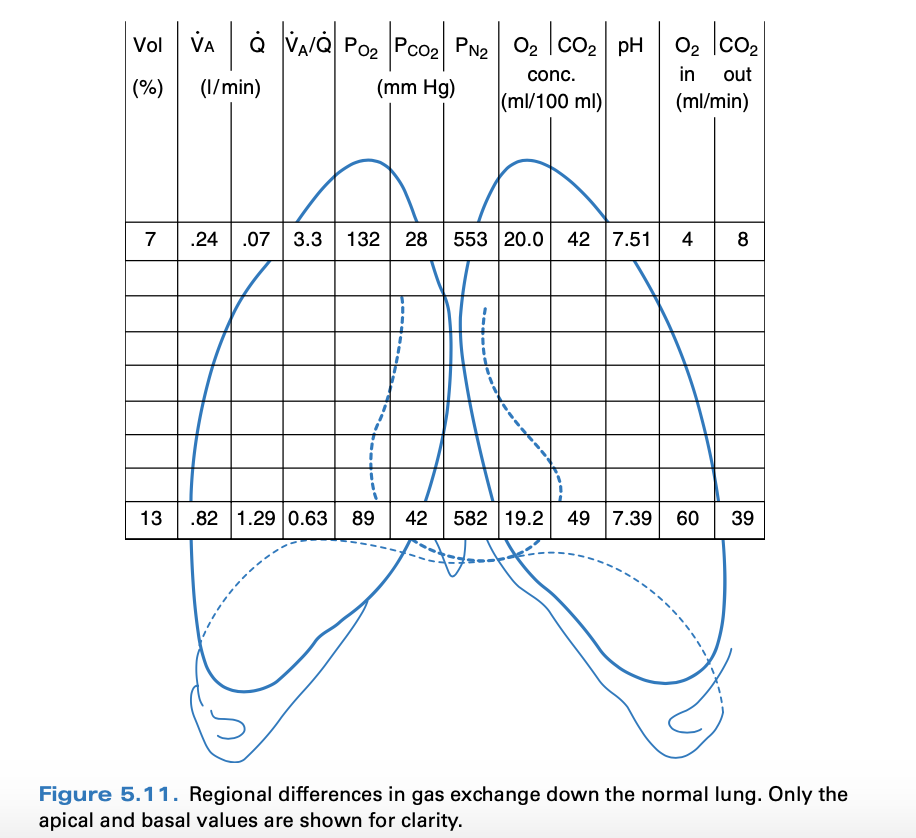 Vol V̇A Q̇ V̇A/Q̇ PO2 PCO2 PN2 O2 CO2 pH O2 CO2
(%) (l/min) (mm Hg) conc. in out
(ml/100 ml) (ml/min)
7 .24 .07 3.3 132 28 553 20.0 42 7.51 4 8
13 .82 1.29 0.63 89 42 582 19.2 49 7.39 60 39
Figure 5.11. Regional differences in gas exchange down the normal lung. Only the
apical and basal values are shown for clarity.